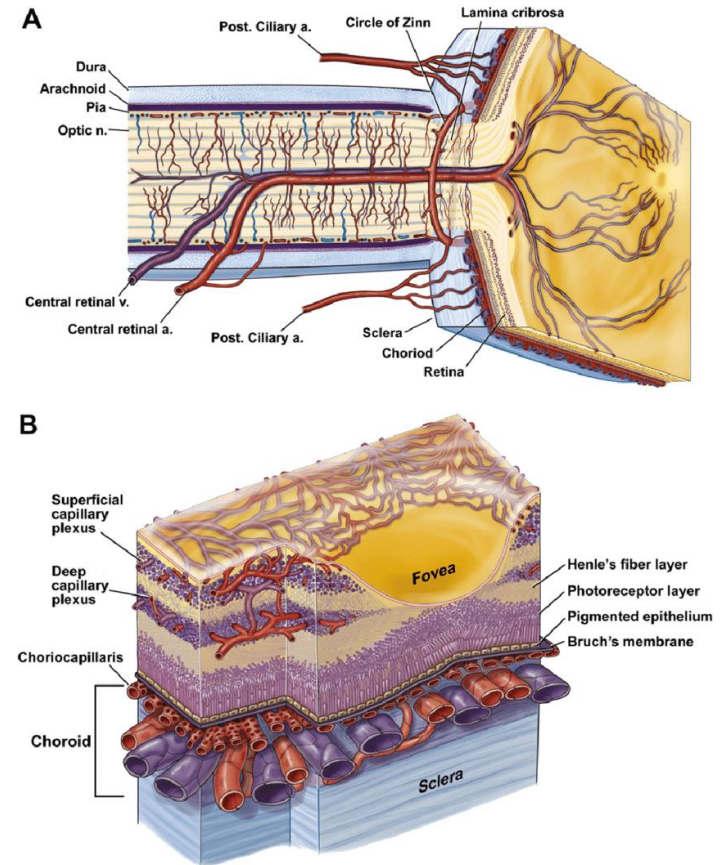 A
Post. Ciliary a.
Circle of Zinn
Lamina cribrosa
Dura
Arachnoid
Pia
Optic n.
Central retinal v.
Central retinal a.
Post. Ciliary a.
Sclera
Choriod
Retina
B
Superficial
capillary
plexus
Deep
capillary
plexus
Choriocapillaris
Choroid
Fovea
Henle's fiber layer
Photoreceptor layer
Pigmented epithelium
Bruch's membrane
Sclera